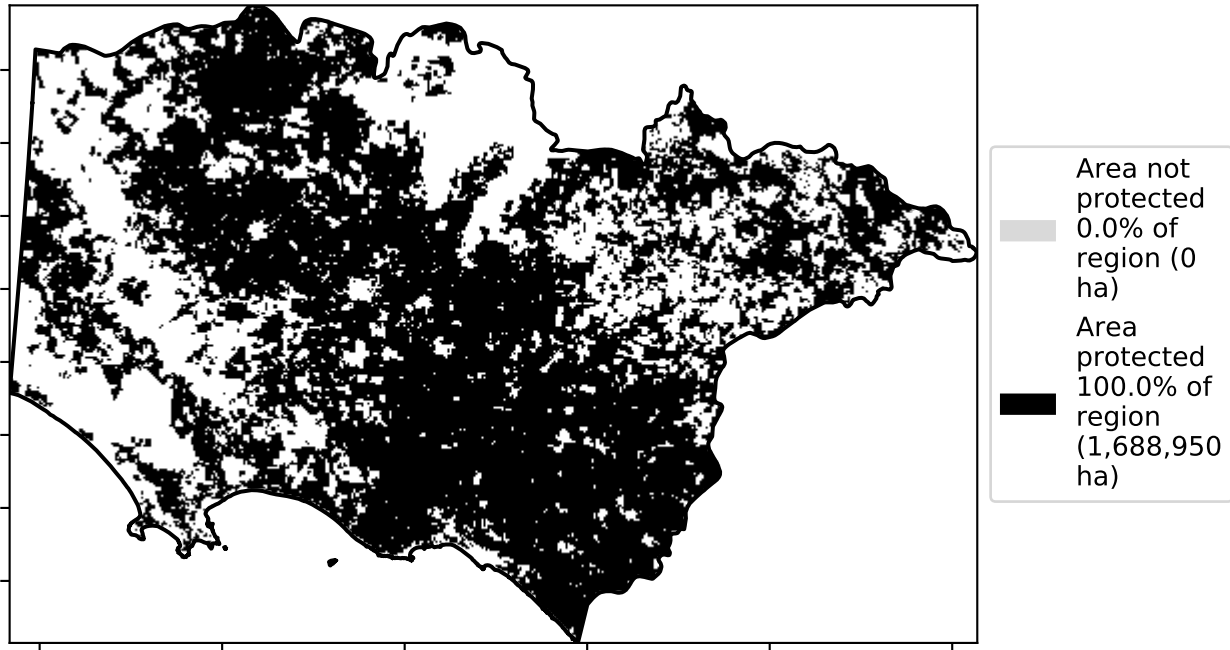 Area not
protected
0.0% of
region (0
ha)
Area
protected
100.0% of
region
(1,688,950
ha)